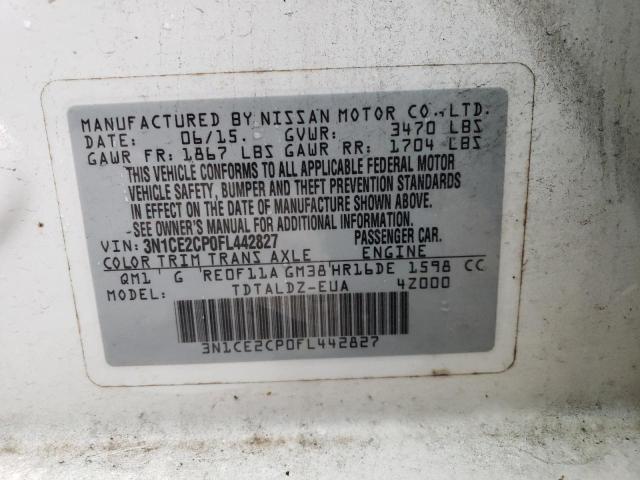 MANUFACTURED BY NISSAN MOTOR CO.,LTD.
DATE: 06/15. GVWR: 3470 LBS
GAWR FR: 1867 LBS GAWR RR: 1704 LBS
THIS VEHICLE CONFORMS TO ALL APPLICABLE FEDERAL MOTOR
VEHICLE SAFETY, BUMPER AND THEFT PREVENTION STANDARDS
IN EFFECT ON THE DATE OF MANUFACTURE SHOWN ABOVE.
-SEE OWNER'S MANUAL FOR ADDITIONAL INFORMATION.
VIN: 3N1CE2CP0FL442827 PASSENGER CAR.
COLOR TRIM TRANS AXLE ENGINE
QM1 G RE0F11A GM38 HR16DE 1598 CC
MODEL: TDTALDZ-EUA 4Z000
3N1CE2CP0FL442827